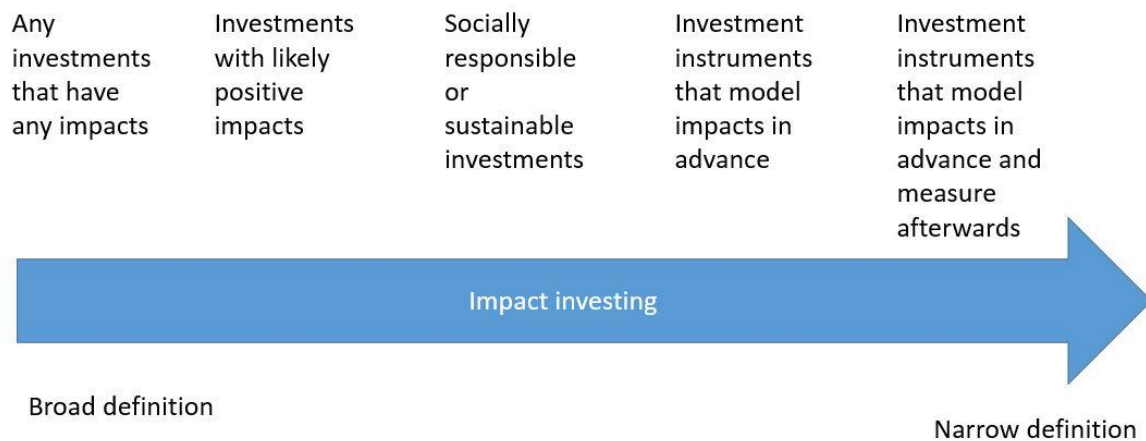 Any
investments
that have
any impacts
Investments
with likely
positive
impacts
Socially
responsible
or
sustainable
investments
Investment
instruments
that model
impacts in
advance
Investment
instruments
that model
impacts in
advance and
measure
afterwards
Impact investing
Broad definition
Narrow definition